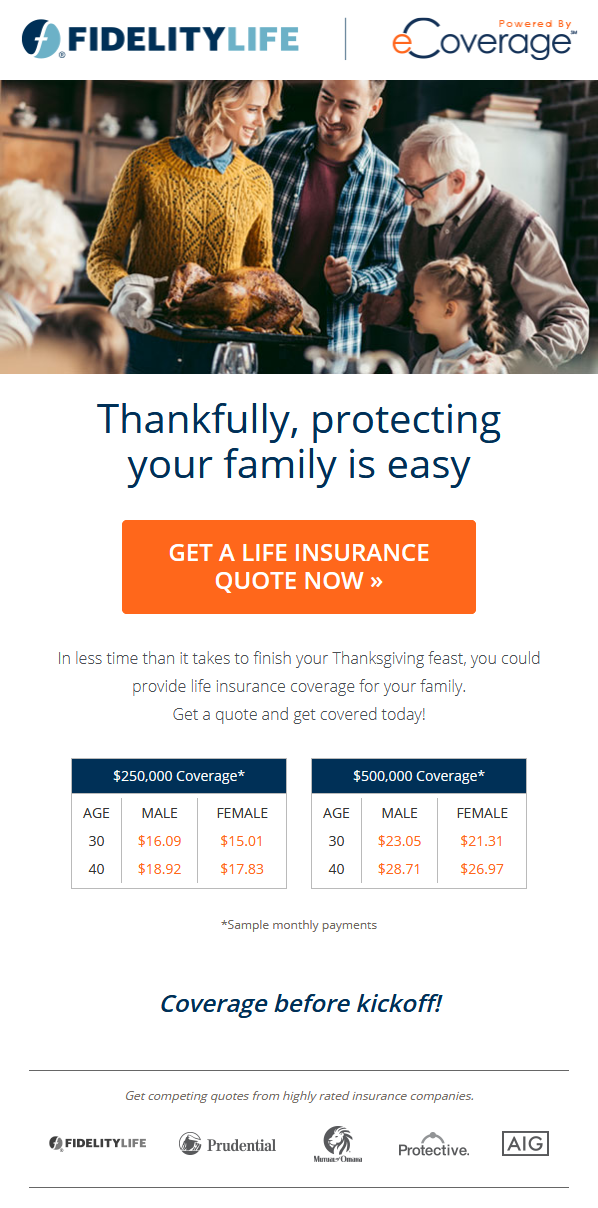 FIDELITYLIFE
®
Powered By
eCoverage℠
Thankfully, protecting
your family is easy
GET A LIFE INSURANCE
QUOTE NOW »
In less time than it takes to finish your Thanksgiving feast, you could
provide life insurance coverage for your family.
Get a quote and get covered today!
$250,000 Coverage*
AGE MALE FEMALE
30 $16.09 $15.01
40 $18.92 $17.83
$500,000 Coverage*
AGE MALE FEMALE
30 $23.05 $21.31
40 $28.71 $26.97
*Sample monthly payments
Coverage before kickoff!
Get competing quotes from highly rated insurance companies.
FIDELITYLIFE
Prudential
Mutual of Omaha
Protective.
AIG